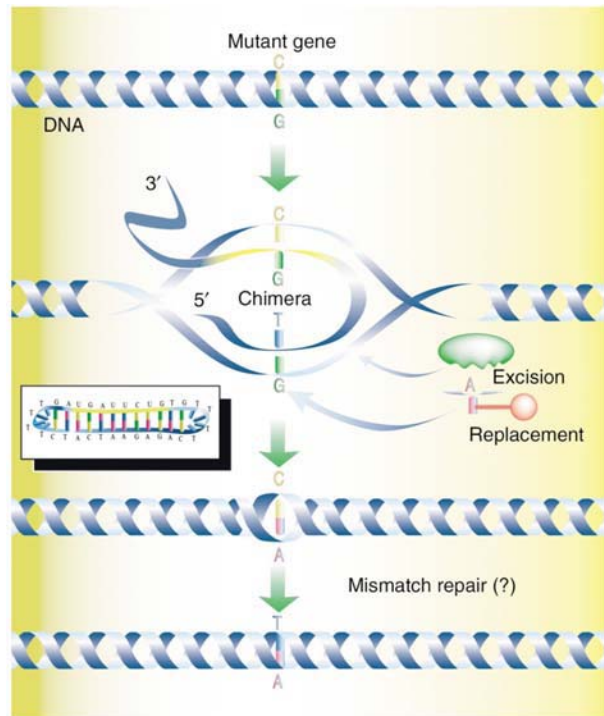 Mutant gene
C
DNA
G
3′
C
G
5′ Chimera
T
G
Excision
A
Replacement
T G A U G A U U C U G T G T
T T
T T
T C T A C T A A G A G A C T
C
A
Mismatch repair (?)
T
A